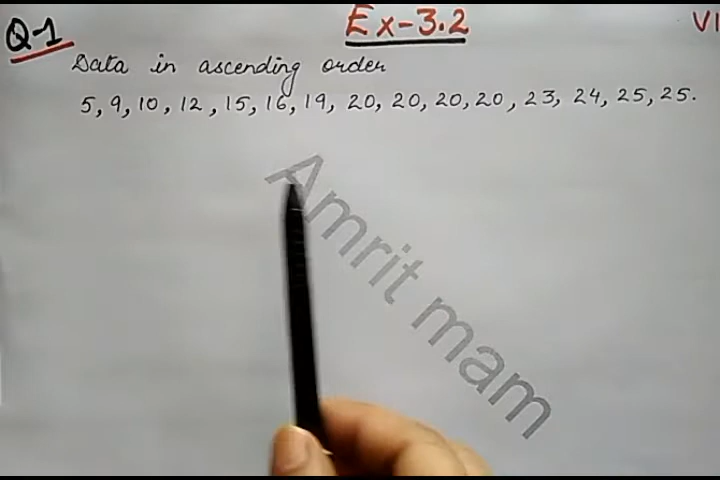 Q-1
Ex-3.2
VI
Data in ascending order
5, 9, 10, 12, 15, 16, 19, 20, 20, 20, 20, 23, 24, 25, 25.
Amrit mam